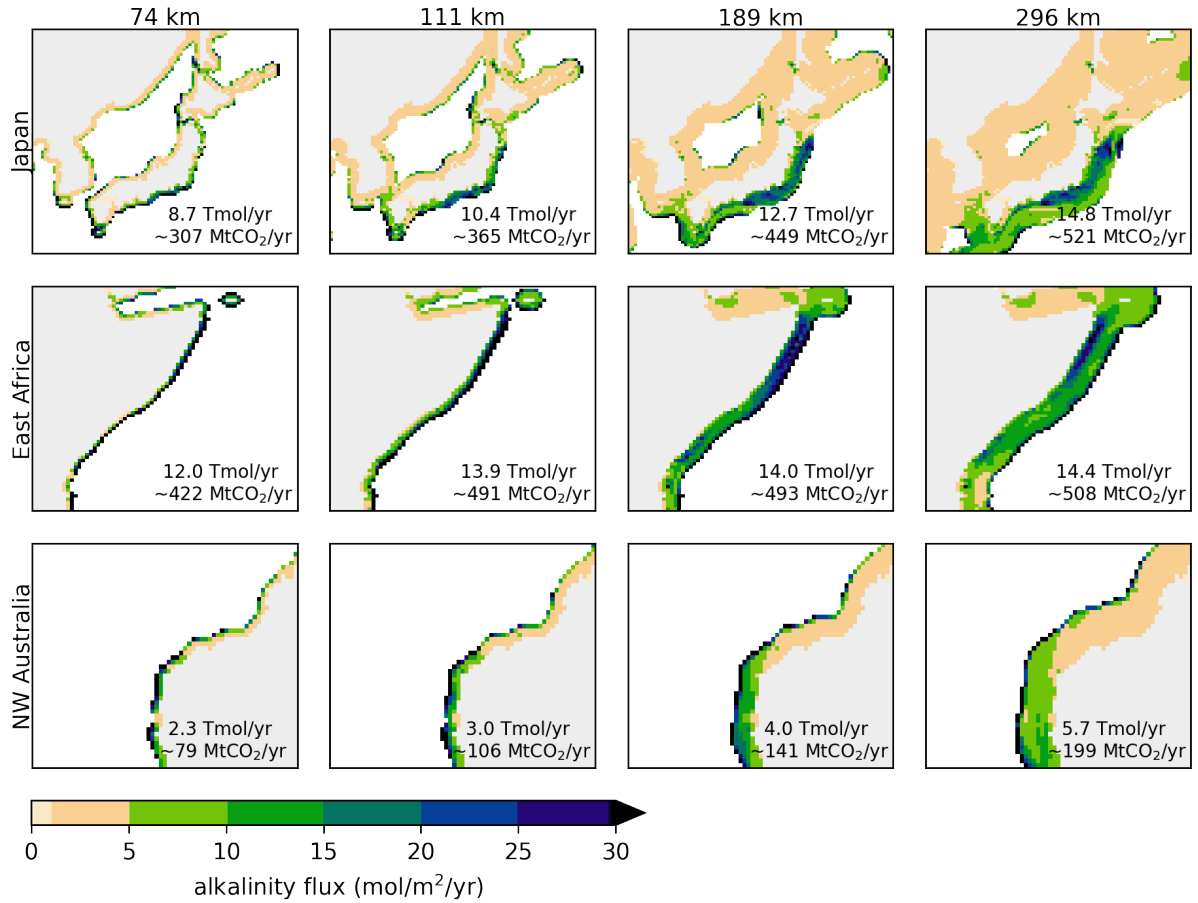 74 km
111 km
189 km
296 km
Japan
8.7 Tmol/yr
~307 MtCO₂/yr
10.4 Tmol/yr
~365 MtCO₂/yr
12.7 Tmol/yr
~449 MtCO₂/yr
14.8 Tmol/yr
~521 MtCO₂/yr
East Africa
12.0 Tmol/yr
~422 MtCO₂/yr
13.9 Tmol/yr
~491 MtCO₂/yr
14.0 Tmol/yr
~493 MtCO₂/yr
14.4 Tmol/yr
~508 MtCO₂/yr
NW Australia
2.3 Tmol/yr
~79 MtCO₂/yr
3.0 Tmol/yr
~106 MtCO₂/yr
4.0 Tmol/yr
~141 MtCO₂/yr
5.7 Tmol/yr
~199 MtCO₂/yr
0 5 10 15 20 25 30
alkalinity flux (mol/m²/yr)